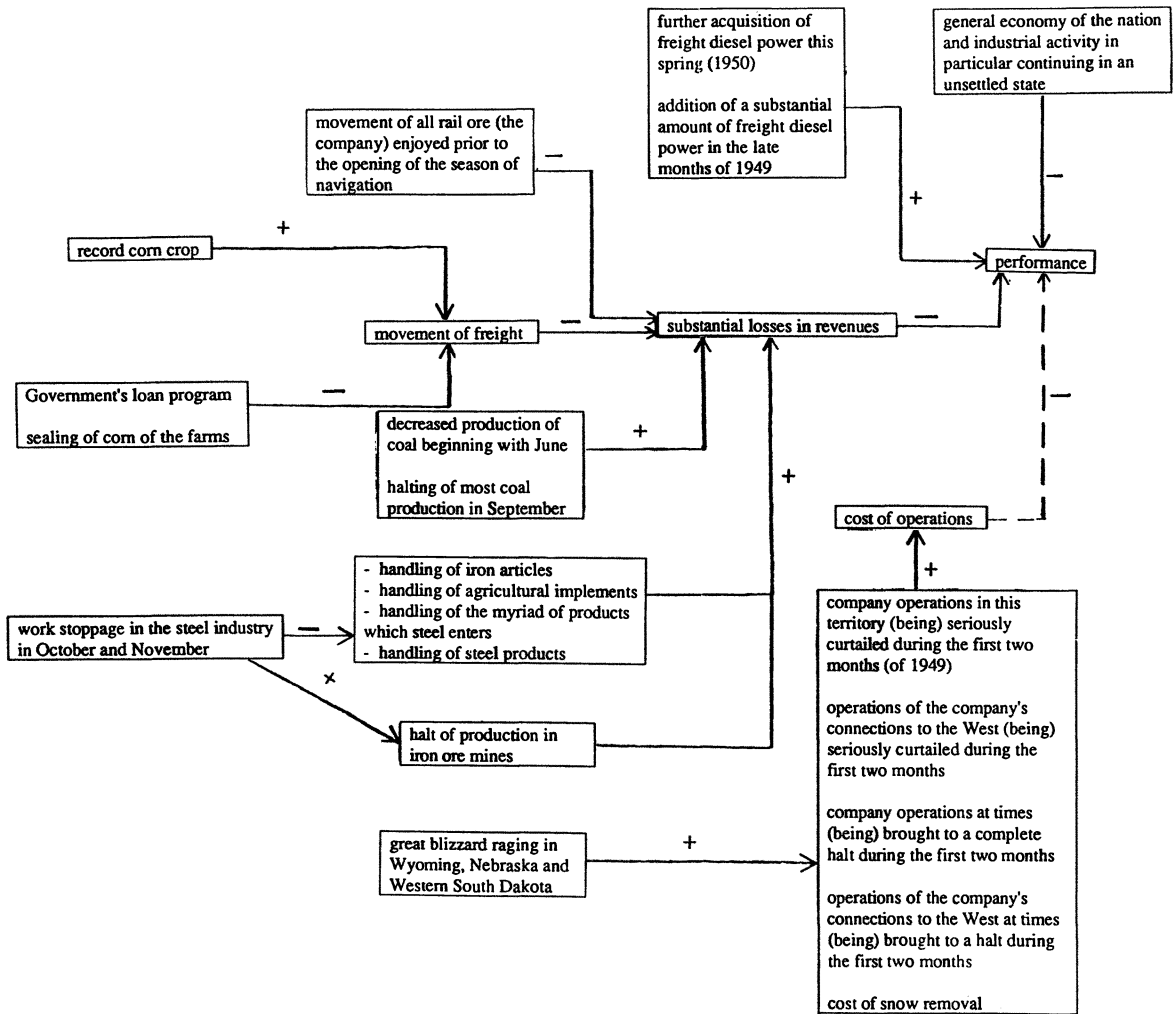 further acquisition of
freight diesel power this
spring (1950)
addition of a substantial
amount of freight diesel
power in the late
months of 1949
general economy of the nation
and industrial activity in
particular continuing in an
unsettled state
movement of all rail ore (the
company) enjoyed prior to
the opening of the season of
navigation
–
–
+
+
record corn crop
performance
movement of freight
–
substantial losses in revenues
–
Government's loan program
sealing of corn of the farms
–
decreased production of
coal beginning with June
halting of most coal
production in September
+
+
–
cost of operations
+
- handling of iron articles
- handling of agricultural implements
- handling of the myriad of products
which steel enters
- handling of steel products
work stoppage in the steel industry
in October and November
–
+
halt of production in
iron ore mines
great blizzard raging in
Wyoming, Nebraska and
Western South Dakota
+
company operations in this
territory (being) seriously
curtailed during the first two
months (of 1949)
operations of the company's
connections to the West (being)
seriously curtailed during the
first two months
company operations at times
(being) brought to a complete
halt during the first two months
operations of the company's
connections to the West at times
(being) brought to a halt during
the first two months
cost of snow removal